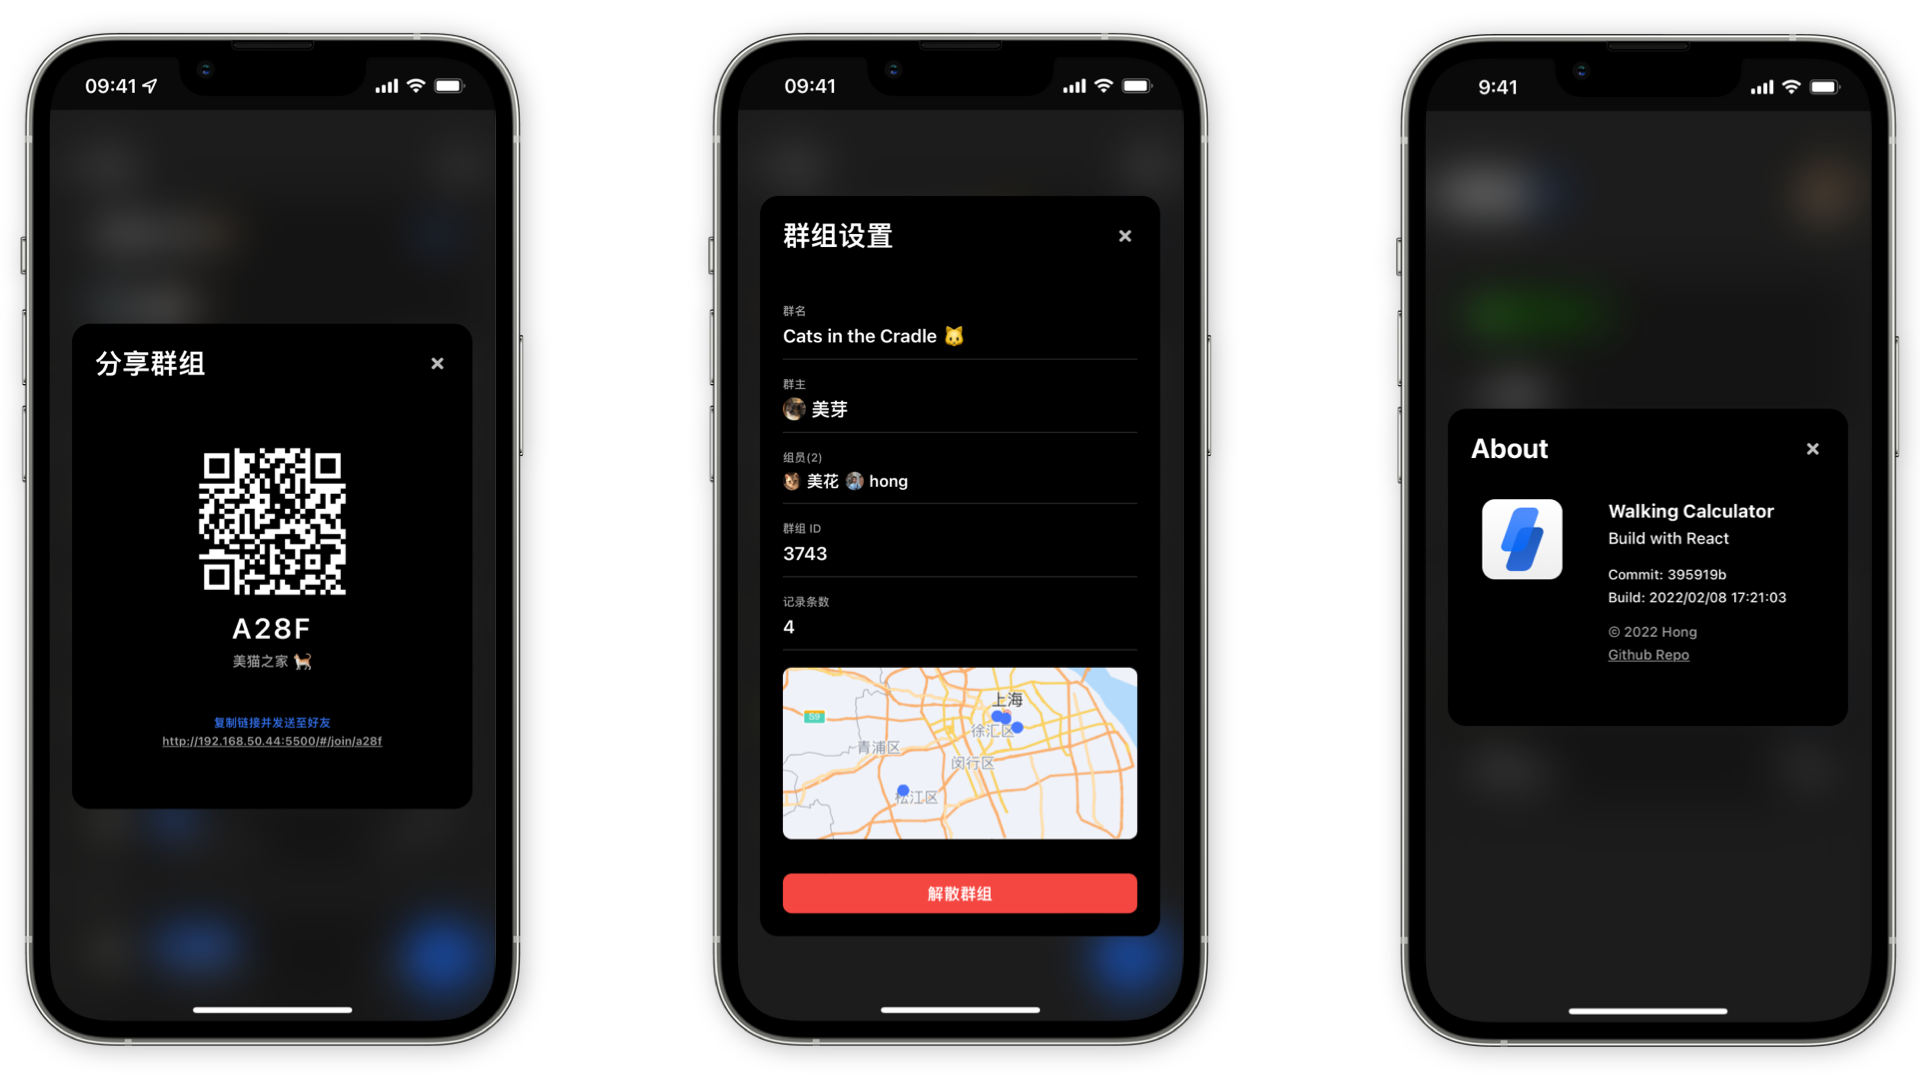 09:41
分享群组
A28F
美猫之家 🐈
复制链接并发送至好友
http://192.168.50.44:5500/#/join/a28f
09:41
群组设置
群名
Cats in the Cradle 🐱
群主
美芽
组员(2)
美花 hong
群组 ID
3743
记录条数
4
S9
上海
徐汇区
青浦区
闵行区
松江区
解散群组
9:41
About
Walking Calculator
Build with React
Commit: 395919b
Build: 2022/02/08 17:21:03
© 2022 Hong
Github Repo